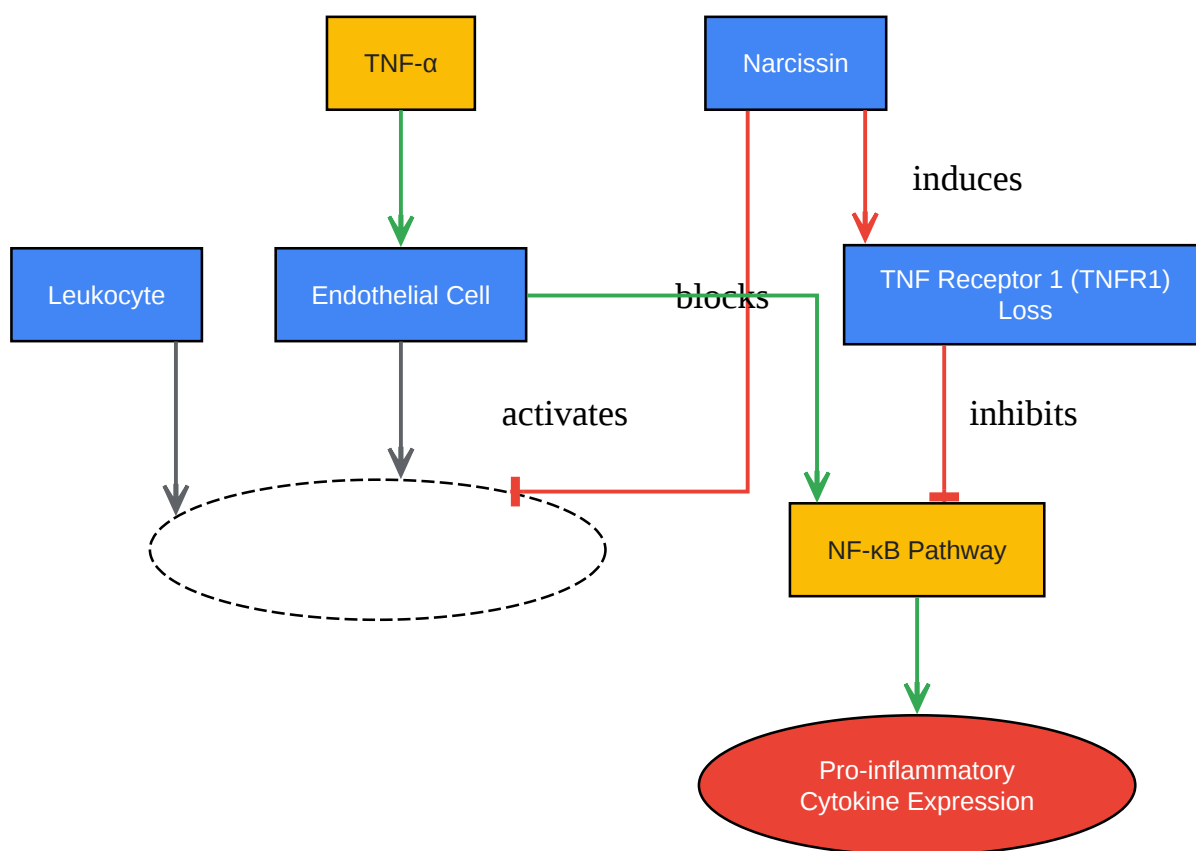 TNF-α
Narcissin
induces
Leukocyte
Endothelial Cell
blocks
TNF Receptor 1 (TNFR1)
Loss
activates
inhibits
NF-κB Pathway
Pro-inflammatory
Cytokine Expression